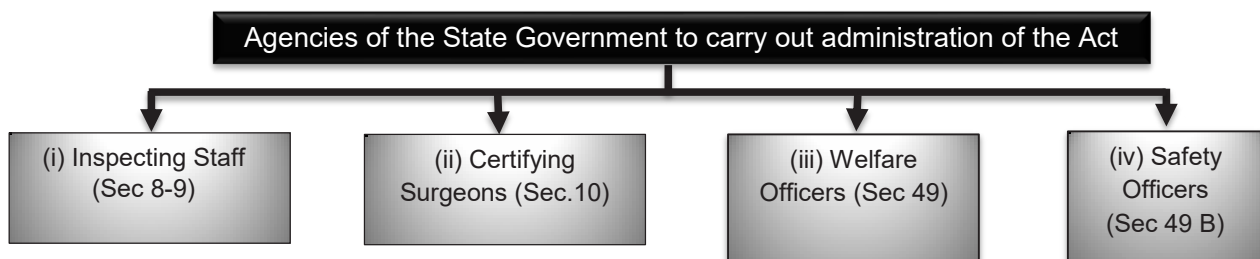 Agencies of the State Government to carry out administration of the Act
(i) Inspecting Staff
(Sec 8-9)
(ii) Certifying
Surgeons (Sec.10)
(iii) Welfare
Officers (Sec 49)
(iv) Safety
Officers
(Sec 49 B)